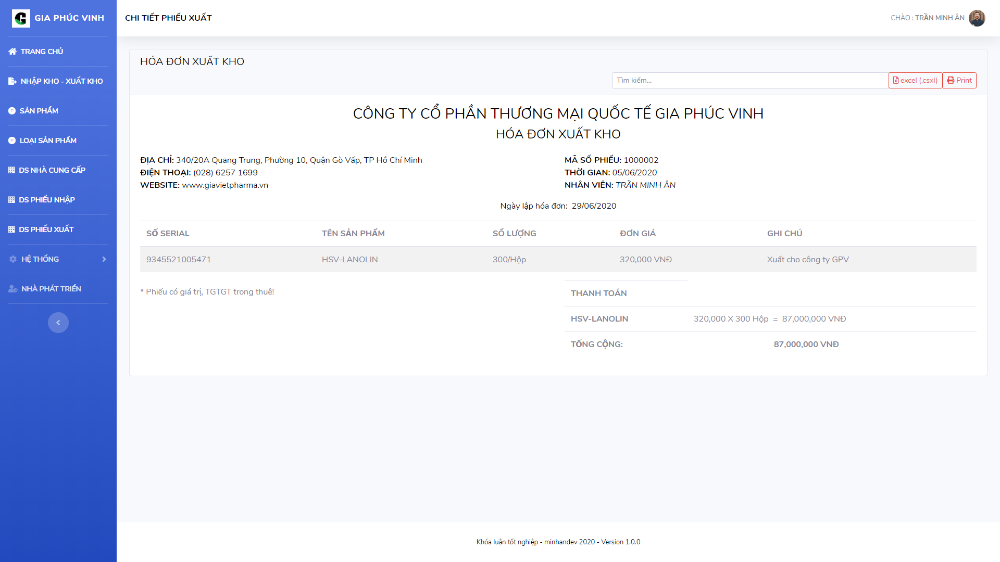 GIA PHÚC VINH
TRANG CHỦ
NHẬP KHO - XUẤT KHO
SẢN PHẨM
LOẠI SẢN PHẨM
DS NHÀ CUNG CẤP
DS PHIẾU NHẬP
DS PHIẾU XUẤT
HỆ THỐNG
NHÀ PHÁT TRIỂN
CHI TIẾT PHIẾU XUẤT
CHÀO : TRẦN MINH ÂN
HÓA ĐƠN XUẤT KHO
Tìm kiếm...
excel (.csxl)
Print
CÔNG TY CỔ PHẦN THƯƠNG MẠI QUỐC TẾ GIA PHÚC VINH
HÓA ĐƠN XUẤT KHO
ĐỊA CHỈ: 340/20A Quang Trung, Phường 10, Quận Gò Vấp, TP Hồ Chí Minh
ĐIỆN THOẠI: (028) 6257 1699
WEBSITE: www.giavietpharma.vn
MÃ SỐ PHIẾU: 1000002
THỜI GIAN: 05/06/2020
NHÂN VIÊN: TRẦN MINH ÂN
Ngày lập hóa đơn: 29/06/2020
SỐ SERIAL TÊN SẢN PHẨM SỐ LƯỢNG ĐƠN GIÁ GHI CHÚ
9345521005471 HSV-LANOLIN 300/Hộp 320,000 VNĐ Xuất cho công ty GPV
* Phiếu có giá trị, TGTGT trong thuê!
THANH TOÁN
HSV-LANOLIN 320,000 X 300 Hộp = 87,000,000 VNĐ
TỔNG CỘNG: 87,000,000 VNĐ
Khóa luận tốt nghiệp - minhandev 2020 - Version 1.0.0